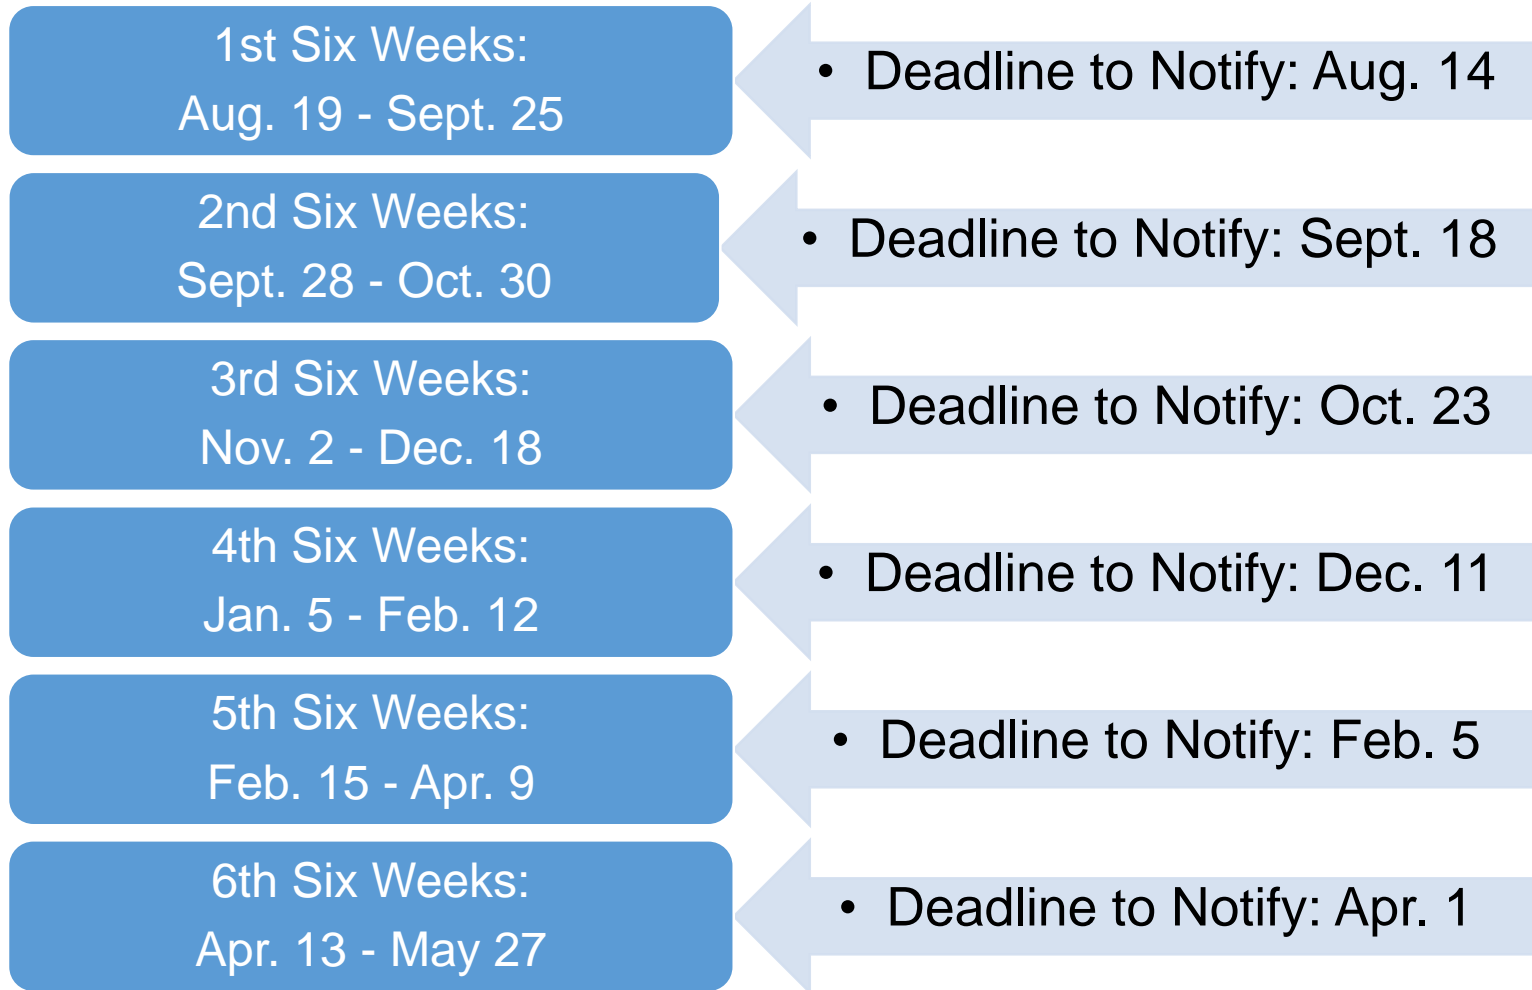 1st Six Weeks:
Aug. 19 - Sept. 25
• Deadline to Notify: Aug. 14
2nd Six Weeks:
Sept. 28 - Oct. 30
• Deadline to Notify: Sept. 18
3rd Six Weeks:
Nov. 2 - Dec. 18
• Deadline to Notify: Oct. 23
4th Six Weeks:
Jan. 5 - Feb. 12
• Deadline to Notify: Dec. 11
5th Six Weeks:
Feb. 15 - Apr. 9
• Deadline to Notify: Feb. 5
6th Six Weeks:
Apr. 13 - May 27
• Deadline to Notify: Apr. 1